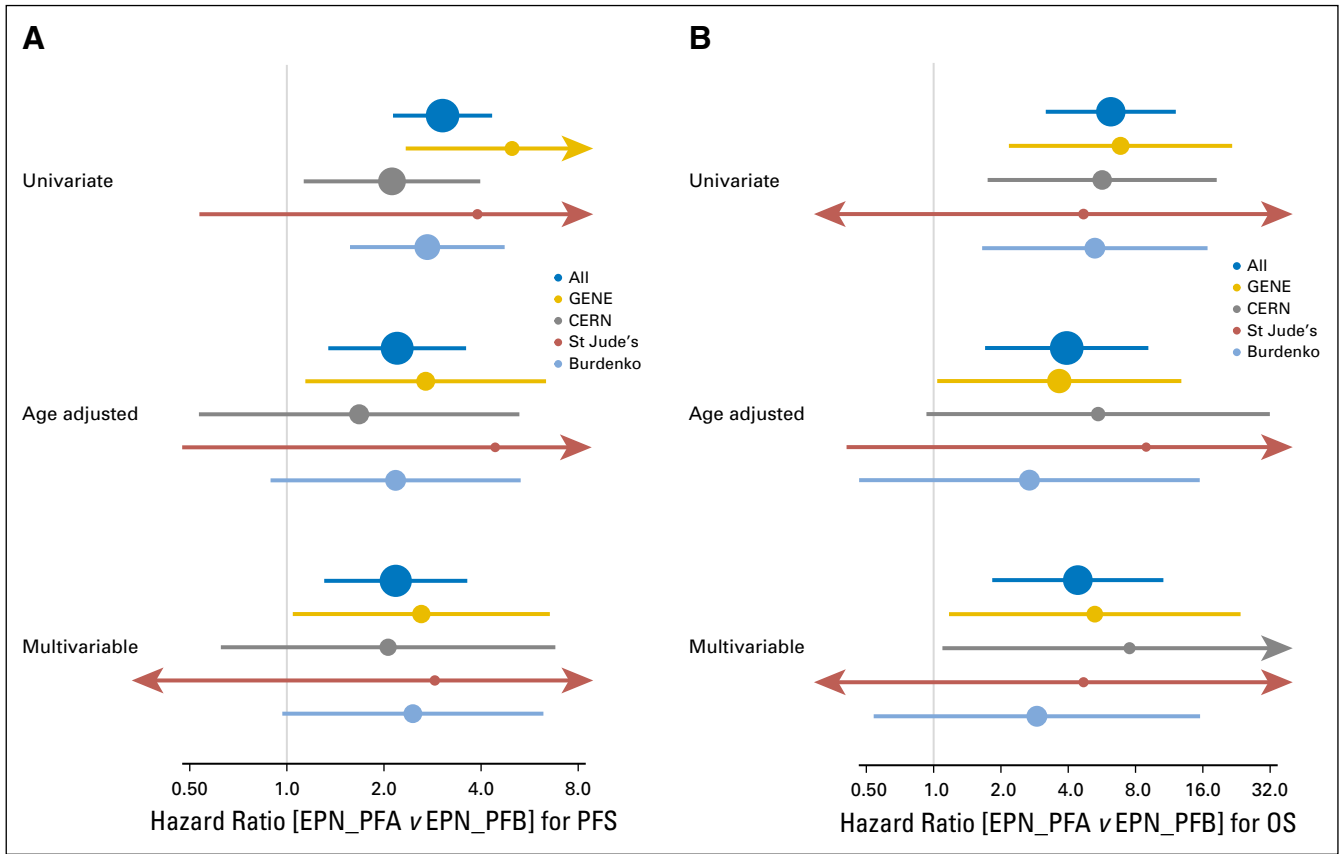 A
Univariate
All
GENE
CERN
St Jude's
Burdenko
Age adjusted
Multivariable
0.50 1.0 2.0 4.0 8.0
Hazard Ratio [EPN_PFA v EPN_PFB] for PFS
B
Univariate
All
GENE
CERN
St Jude's
Burdenko
Age adjusted
Multivariable
0.50 1.0 2.0 4.0 8.0 16.0 32.0
Hazard Ratio [EPN_PFA v EPN_PFB] for OS